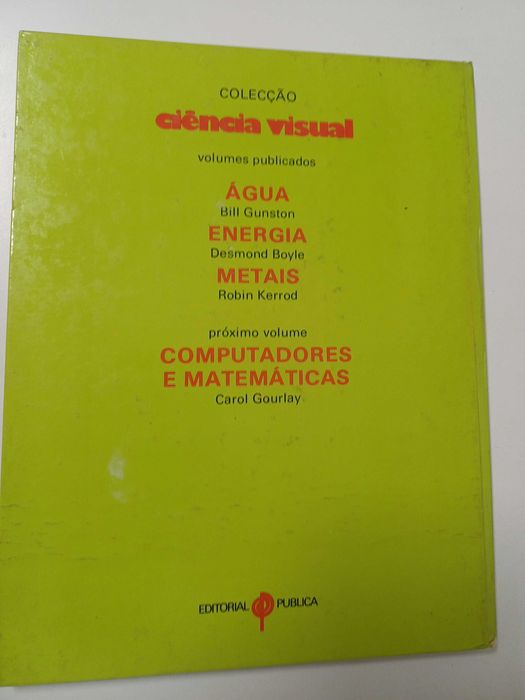 COLECÇÃO
ciência visual
volumes publicados
ÁGUA
Bill Gunston
ENERGIA
Desmond Boyle
METAIS
Robin Kerrod
próximo volume
COMPUTADORES
E MATEMÁTICAS
Carol Gourlay
EDITORIAL PUBLICA